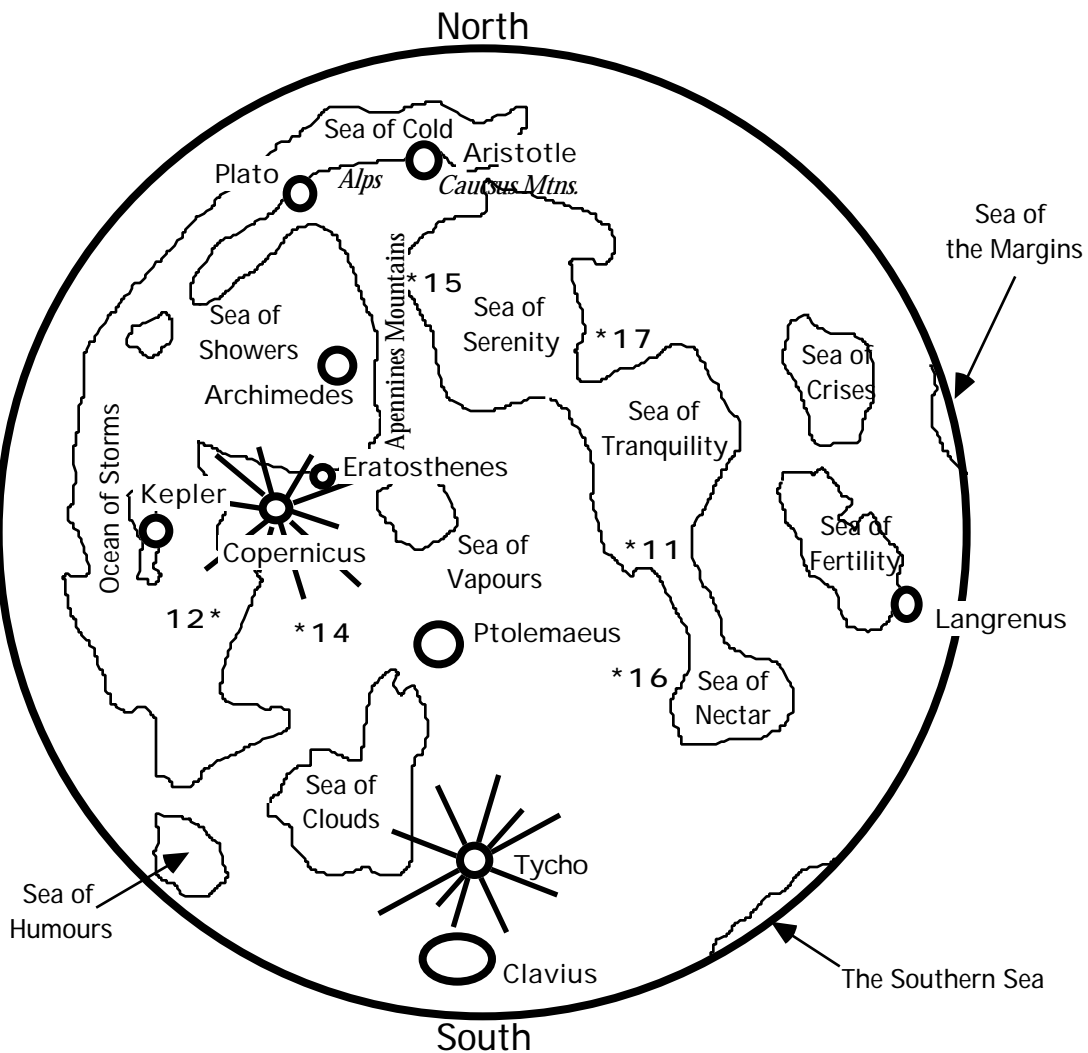 North
Sea of Cold
Aristotle
Plato
Alps
Caucsus Mtns.
Sea of
the Margins
Apennines Mountains
*15
Sea of
Serenity
Sea of
Showers
*17
Sea of
Crises
Archimedes
Sea of
Tranquility
Ocean of Storms
Eratosthenes
Kepler
Copernicus
Sea of
Vapours
*11
Sea of
Fertility
12*
*14
Ptolemaeus
Langrenus
*16
Sea of
Nectar
Sea of
Clouds
Tycho
Sea of
Humours
Clavius
The Southern Sea
South